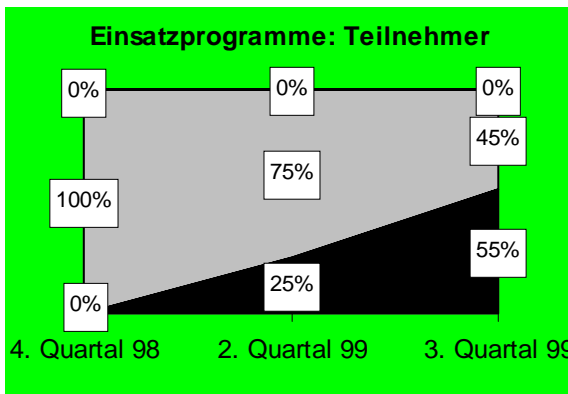 Einsatzprogramme: Teilnehmer
0% 0% 0%
45%
75%
100%
55%
25%
0%
4. Quartal 98 2. Quartal 99 3. Quartal 99